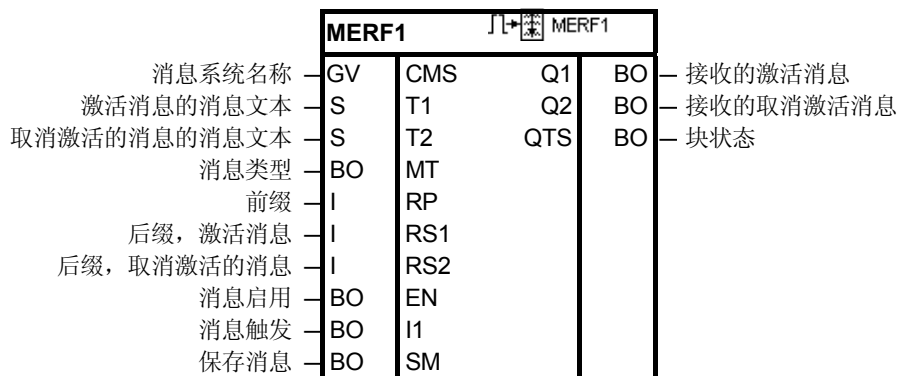 MERF1 MERF1
消息系统名称 GV CMS Q1 BO 接收的激活消息
激活消息的消息文本 S T1 Q2 BO 接收的取消激活消息
取消激活的消息的消息文本 S T2 QTS BO 块状态
消息类型 BO MT
前缀 I RP
后缀，激活消息 I RS1
后缀，取消激活的消息 I RS2
消息启用 BO EN
消息触发 BO I1
保存消息 BO SM